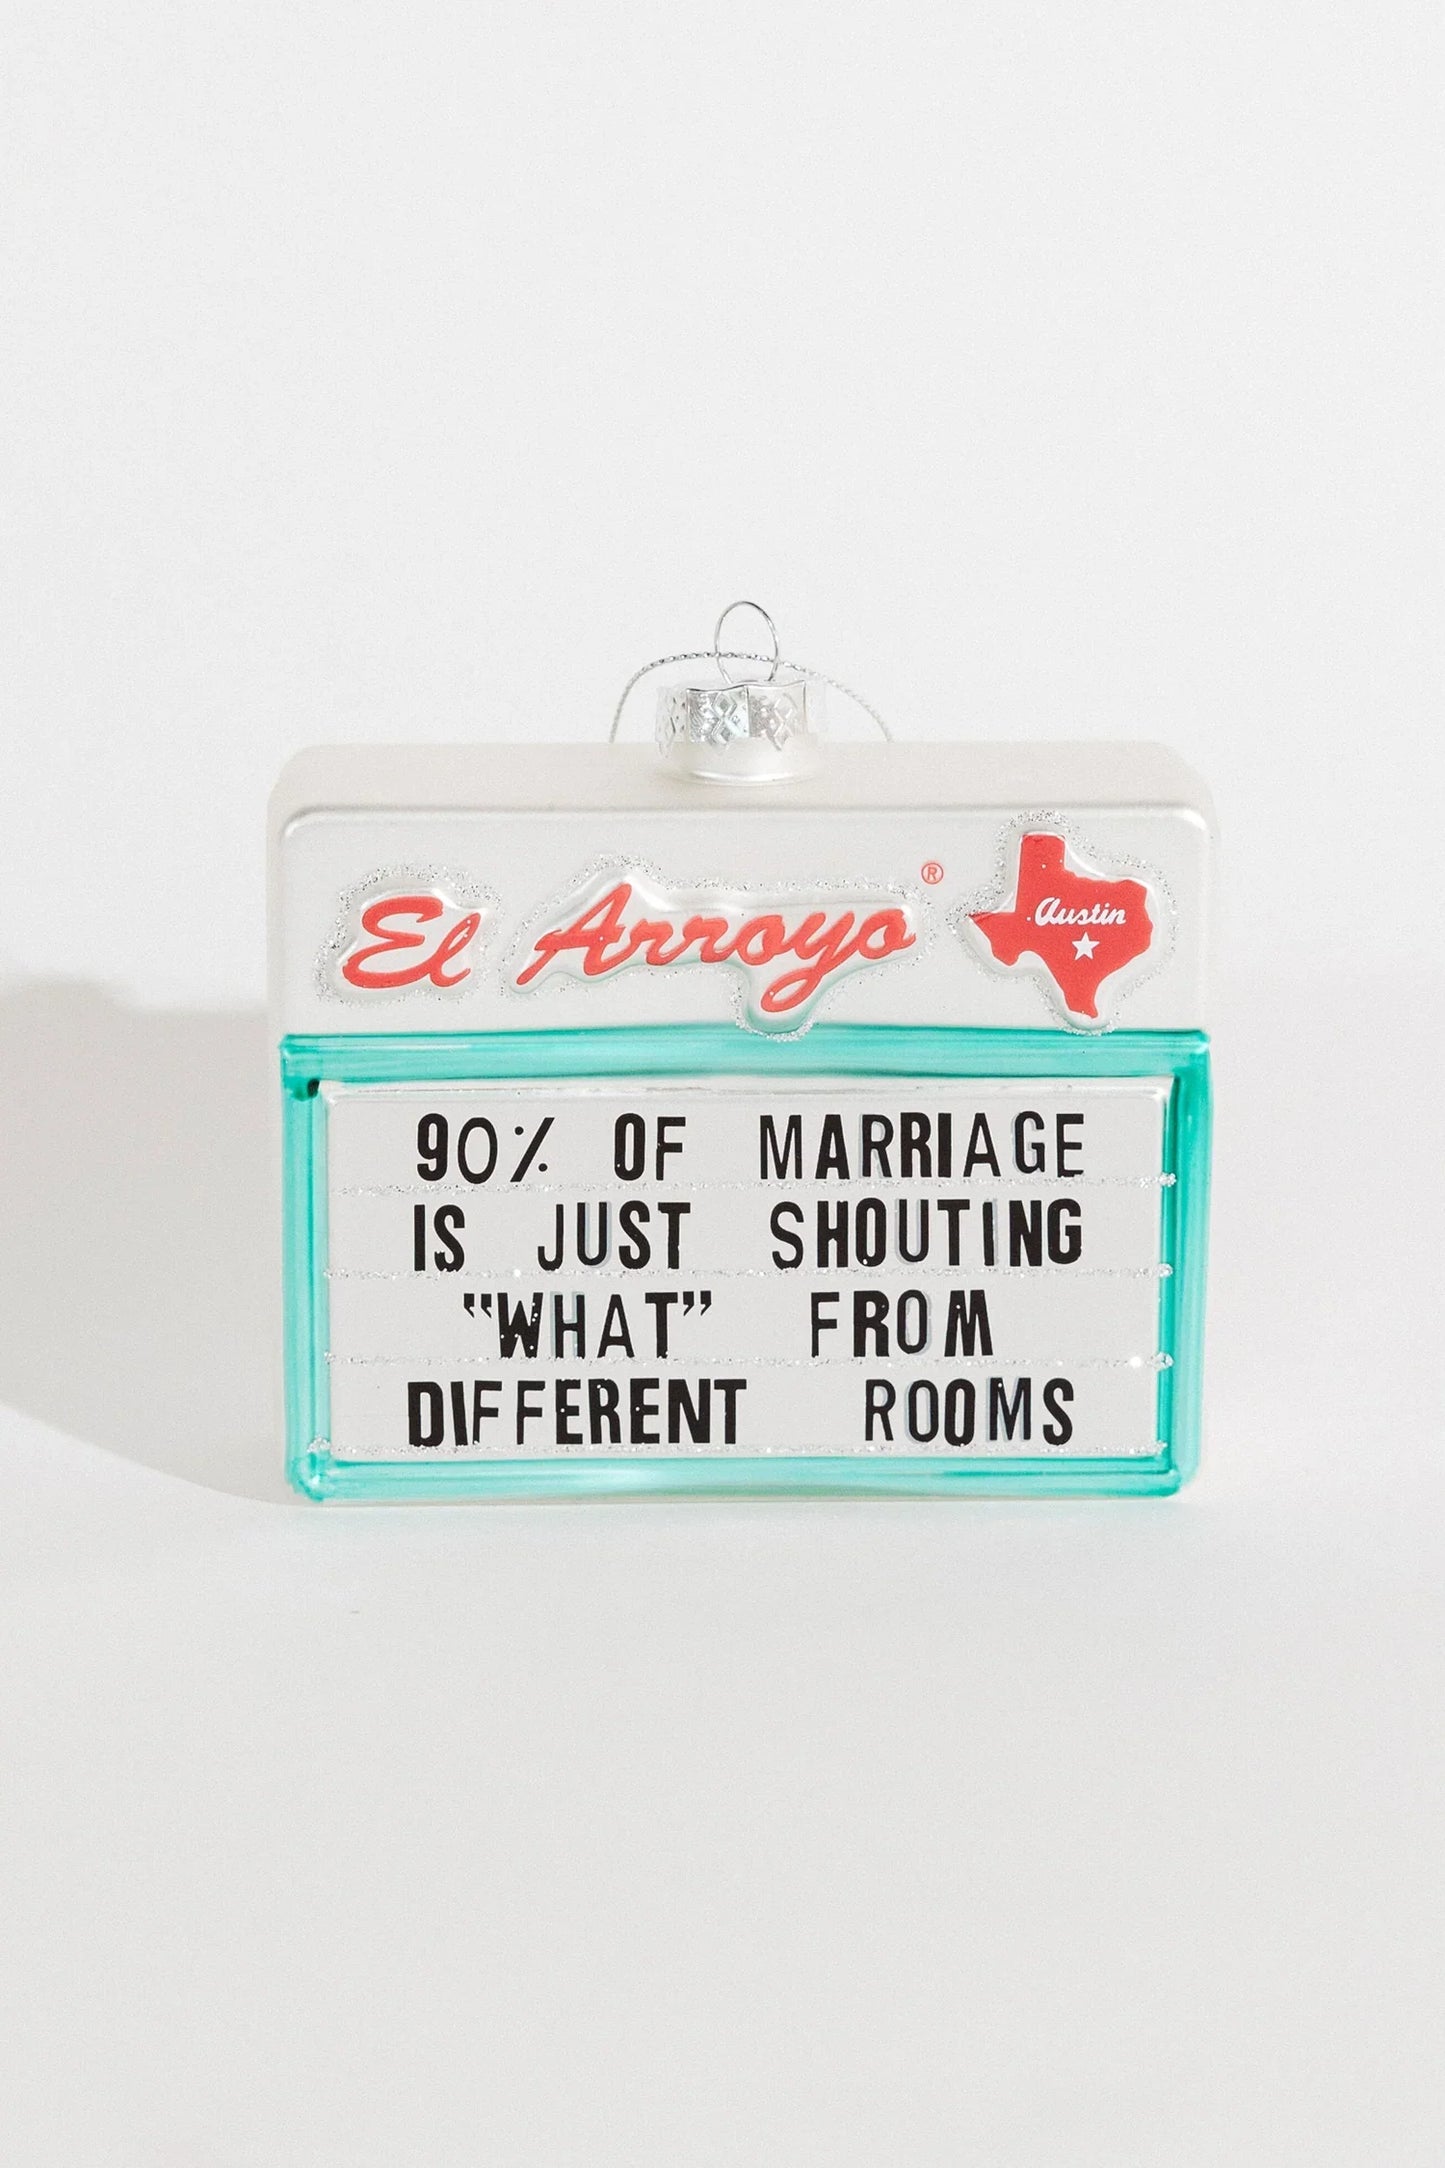 El Arroyo ®
Austin
90% OF MARRIAGE
IS JUST SHOUTING
"WHAT" FROM
DIFFERENT ROOMS